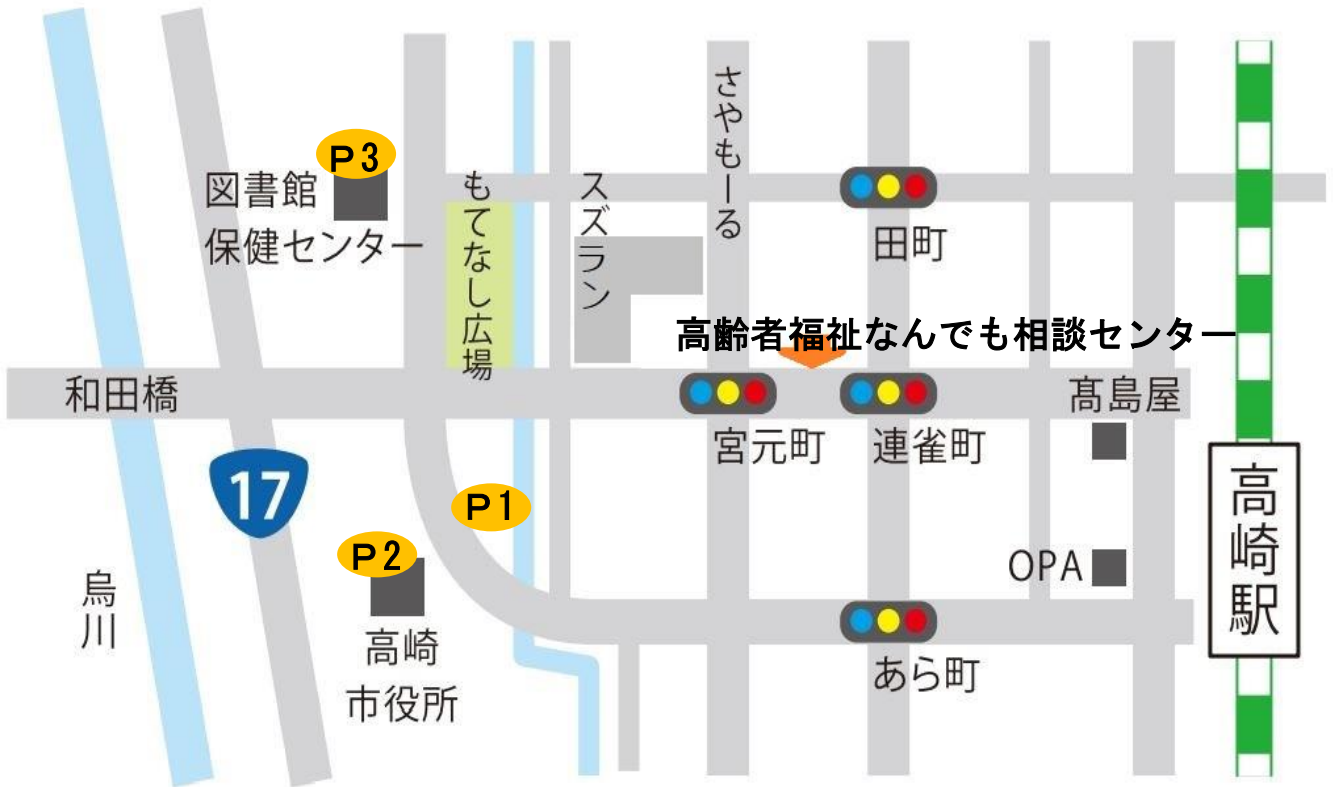 さやもーる
P3
図書館
保健センター
もてなし広場
スズラン
田町
高齢者福祉なんでも相談センター
和田橋
髙島屋
宮元町
連雀町
17
P1
高崎駅
P2
OPA
烏川
高崎
市役所
あら町